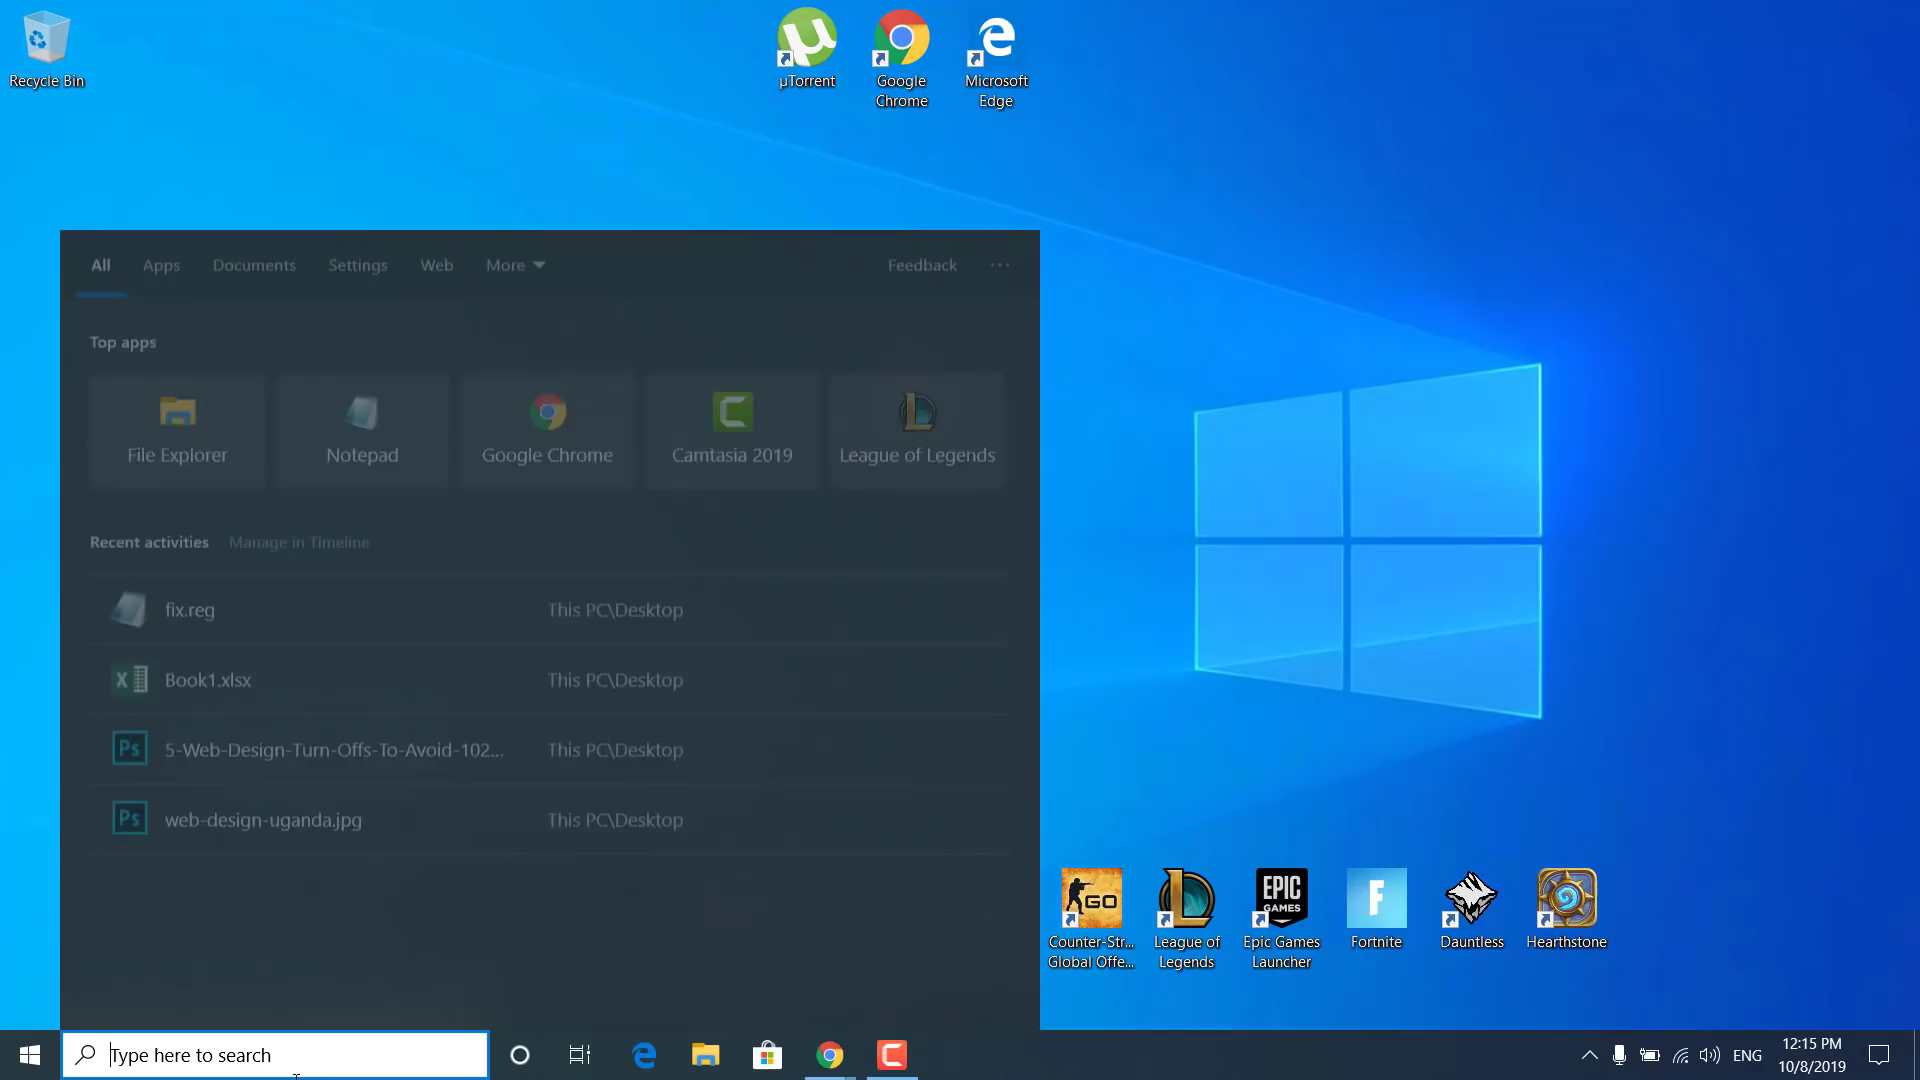 Recycle Bin
µTorrent
Google
Chrome
Microsoft
Edge
All
Apps
Documents
Settings
Web
More
Feedback
Top apps
File Explorer
Notepad
Google Chrome
Camtasia 2019
League of Legends
Recent activities
Manage in Timeline
fix.reg
This PC\Desktop
Book1.xlsx
This PC\Desktop
5-Web-Design-Turn-Offs-To-Avoid-102...
This PC\Desktop
web-design-uganda.jpg
This PC\Desktop
GO
EPIC
GAMES
F
Counter-Str...
Global Offe...
League of
Legends
Epic Games
Launcher
Fortnite
Dauntless
Hearthstone
Type here to search
ENG
12:15 PM
10/8/2019